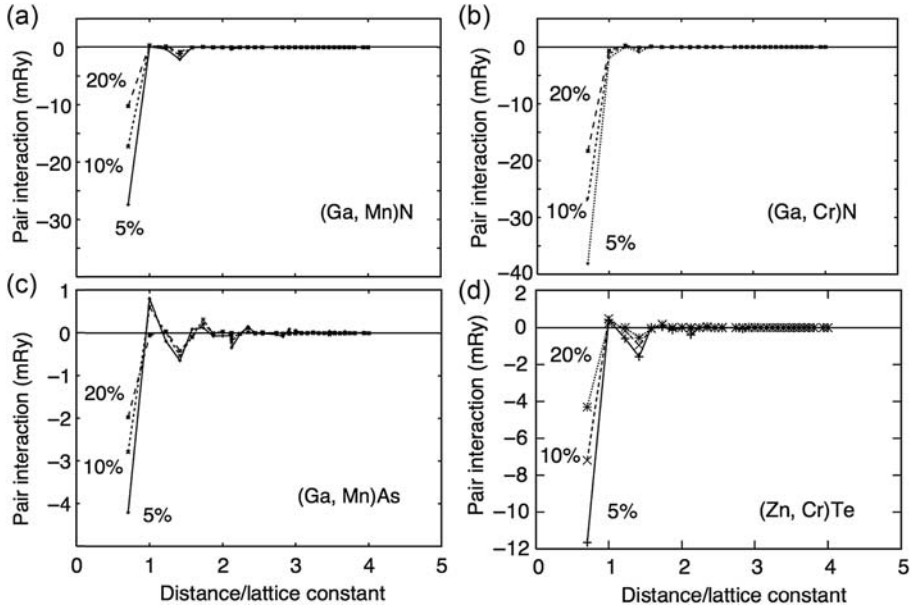 (a)
Pair interaction (mRy)
0
−10
−20
−30
20%
10%
5%
(Ga, Mn)N
(b)
Pair interaction (mRy)
0
−10
−20
−30
−40
20%
10%
5%
(Ga, Cr)N
(c)
Pair interaction (mRy)
1
0
−1
−2
−3
−4
20%
10%
5%
(Ga, Mn)As
0 1 2 3 4 5
Distance/lattice constant
(d)
Pair interaction (mRy)
2
0
−2
−4
−6
−8
−10
−12
20%
10%
5%
(Zn, Cr)Te
0 1 2 3 4 5
Distance/lattice constant